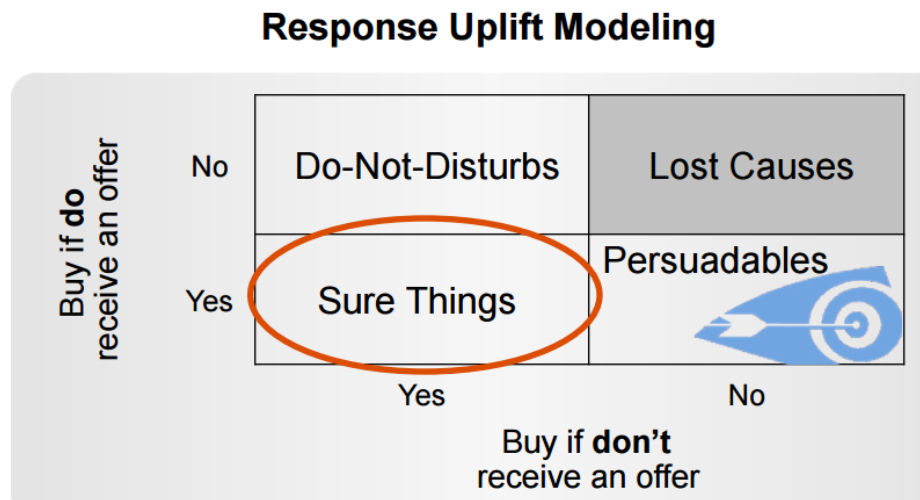 Response Uplift Modeling
Buy if do
receive an offer
No
Do-Not-Disturbs
Lost Causes
Yes
Sure Things
Persuadables
Yes
No
Buy if don't
receive an offer